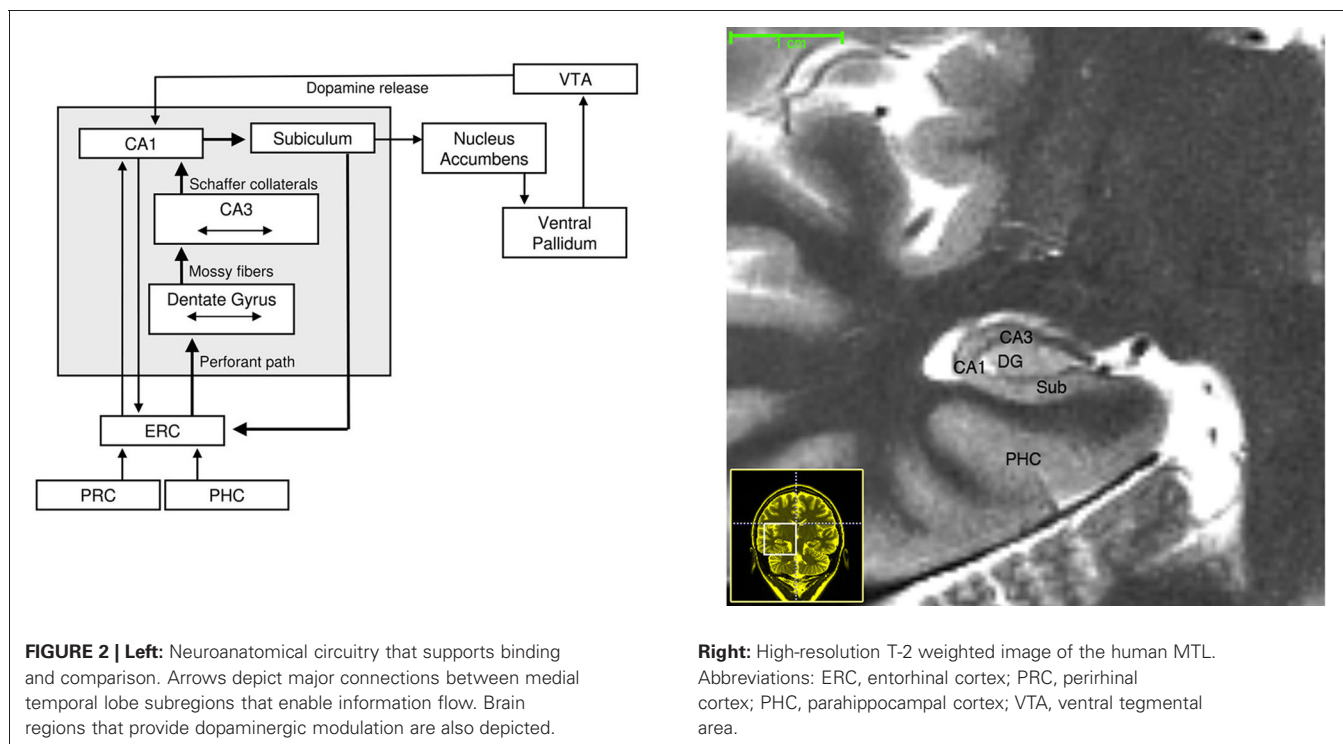 VTA
Dopamine release
CA1
Subiculum
Nucleus
Accumbens
Schaffer collaterals
CA3
Ventral
Pallidum
Mossy fibers
Dentate Gyrus
Perforant path
ERC
PRC
PHC
1 cm
CA3
CA1
DG
Sub
PHC
FIGURE 2 | Left: Neuroanatomical circuitry that supports binding
and comparison. Arrows depict major connections between medial
temporal lobe subregions that enable information flow. Brain
regions that provide dopaminergic modulation are also depicted.
Right: High-resolution T-2 weighted image of the human MTL.
Abbreviations: ERC, entorhinal cortex; PRC, perirhinal
cortex; PHC, parahippocampal cortex; VTA, ventral tegmental
area.